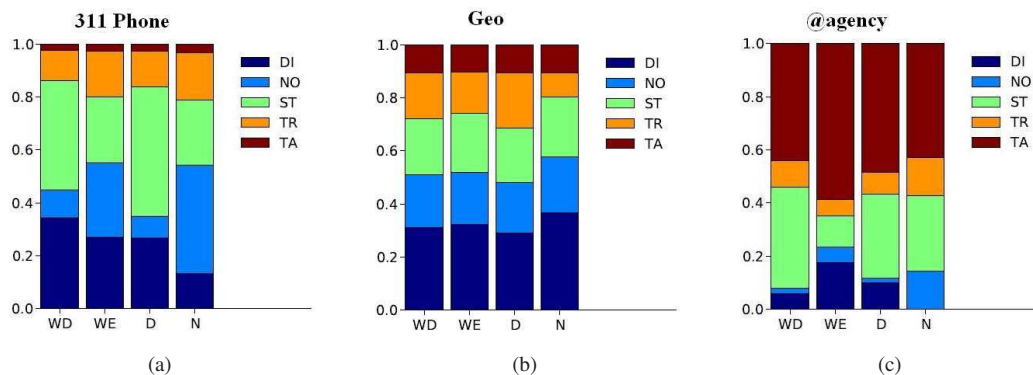 311 Phone
1.0
0.8
0.6
0.4
0.2
0.0
WD WE D N
DI
NO
ST
TR
TA
(a)
Geo
1.0
0.8
0.6
0.4
0.2
0.0
WD WE D N
DI
NO
ST
TR
TA
(b)
@agency
1.0
0.8
0.6
0.4
0.2
0.0
WD WE D N
DI
NO
ST
TR
TA
(c)